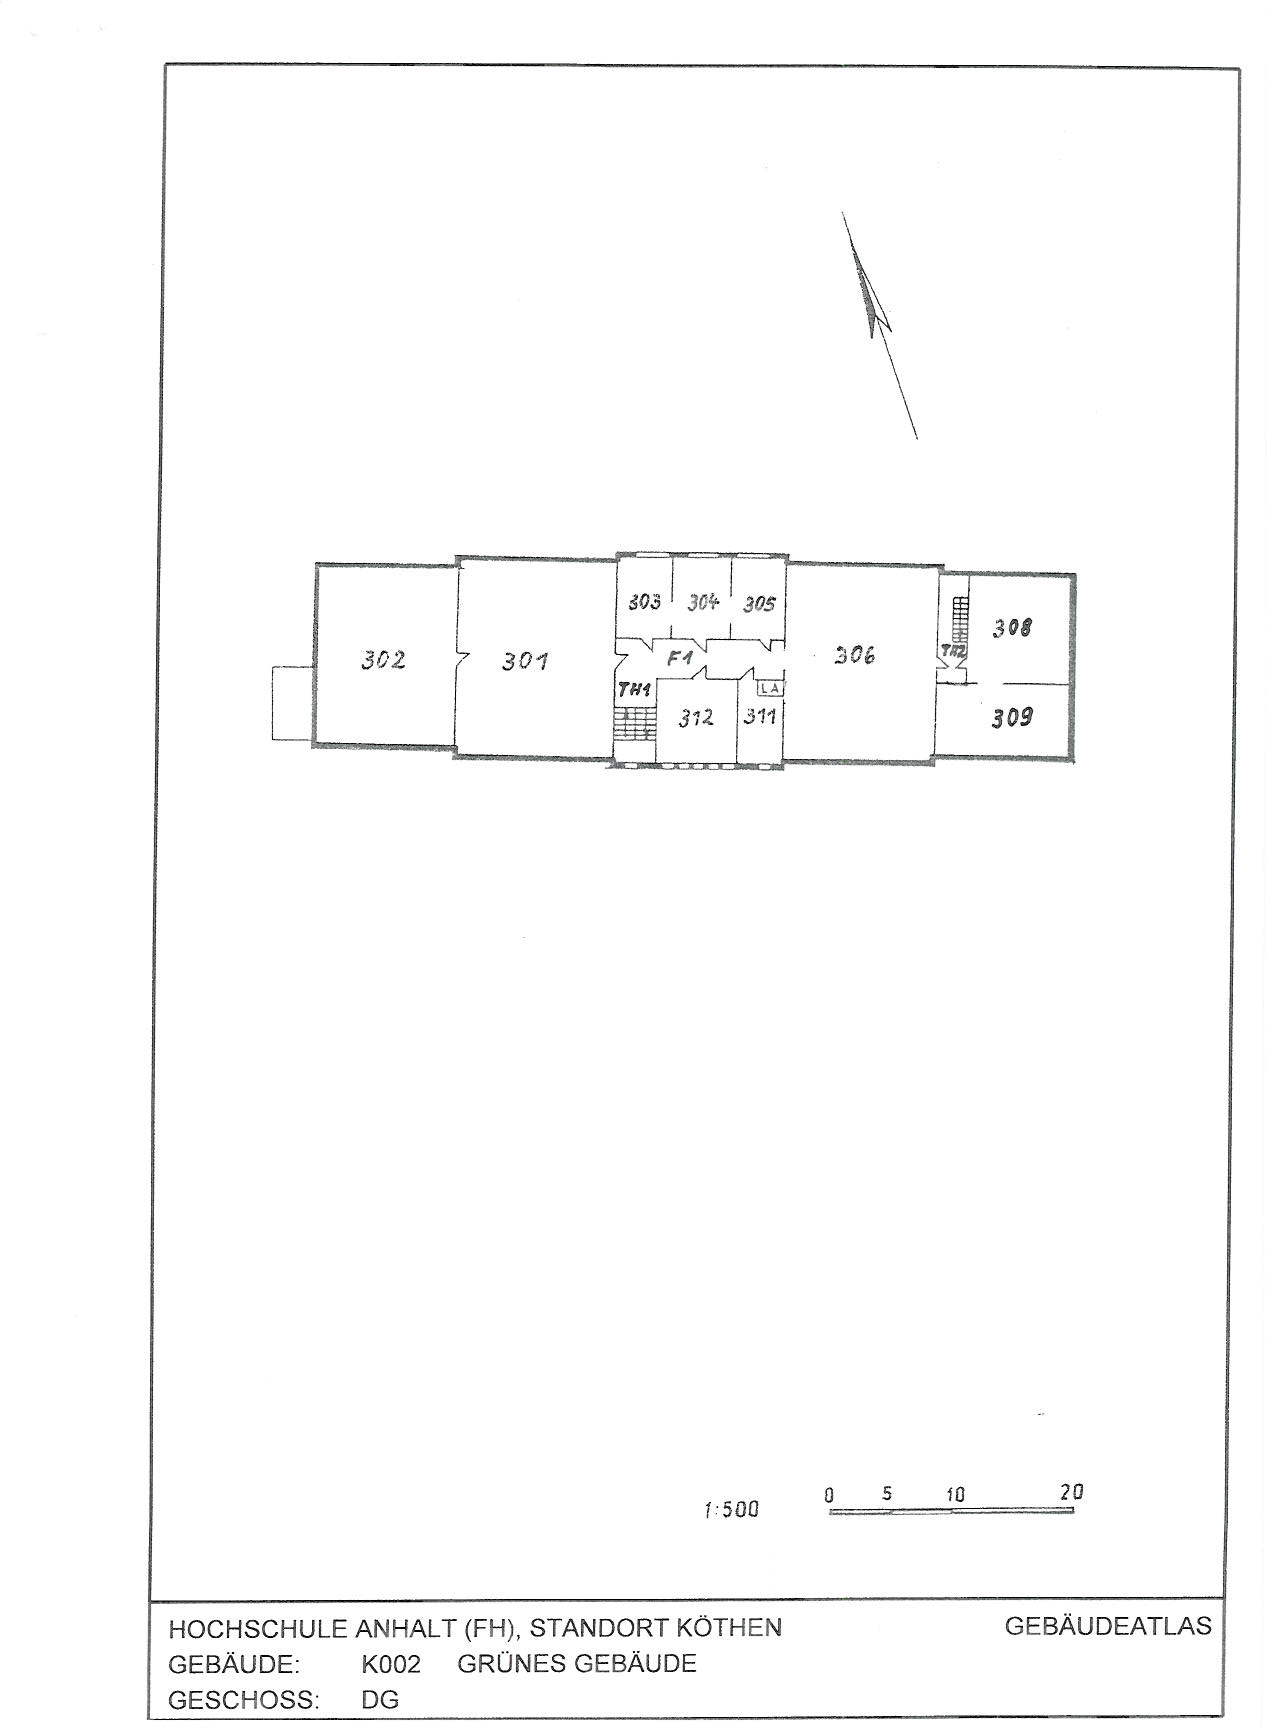 303 304 305
308
302 301 F1 306 TH2
TH1 LA
312 311 309
1:500 0 5 10 20
HOCHSCHULE ANHALT (FH), STANDORT KÖTHEN GEBÄUDEATLAS
GEBÄUDE: K002 GRÜNES GEBÄUDE
GESCHOSS: DG